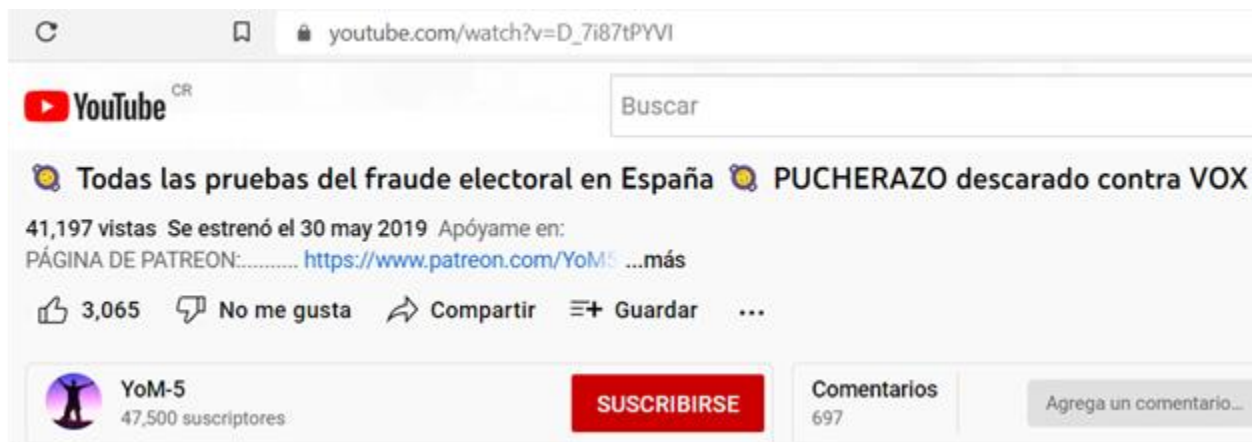 youtube.com/watch?v=D_7i87tPYVI
YouTube CR
Buscar
Todas las pruebas del fraude electoral en España PUCHERAZO descarado contra VOX
41,197 vistas Se estrenó el 30 may 2019 Apóyame en:
PÁGINA DE PATREON:.......... https://www.patreon.com/YoM5 ...más
3,065 No me gusta Compartir Guardar ...
YoM-5
47,500 suscriptores
SUSCRIBIRSE
Comentarios
697
Agrega un comentario...